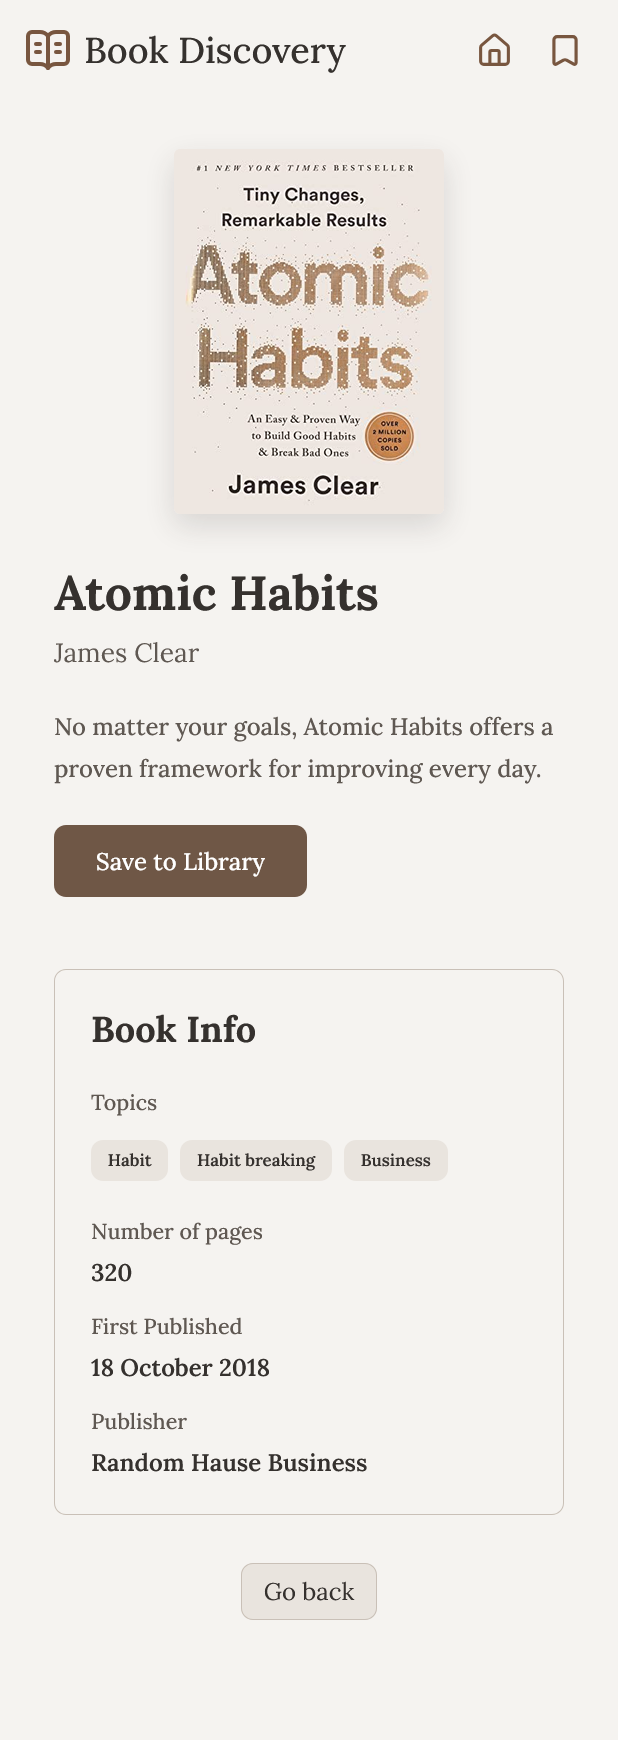 Book Discovery
#1 NEW YORK TIMES BESTSELLER
Tiny Changes,
Remarkable Results
Atomic
Habits
An Easy & Proven Way
to Build Good Habits
& Break Bad Ones
OVER
2 MILLION
COPIES
SOLD
James Clear
Atomic Habits
James Clear
No matter your goals, Atomic Habits offers a
proven framework for improving every day.
Save to Library
Book Info
Topics
Habit Habit breaking Business
Number of pages
320
First Published
18 October 2018
Publisher
Random Hause Business
Go back